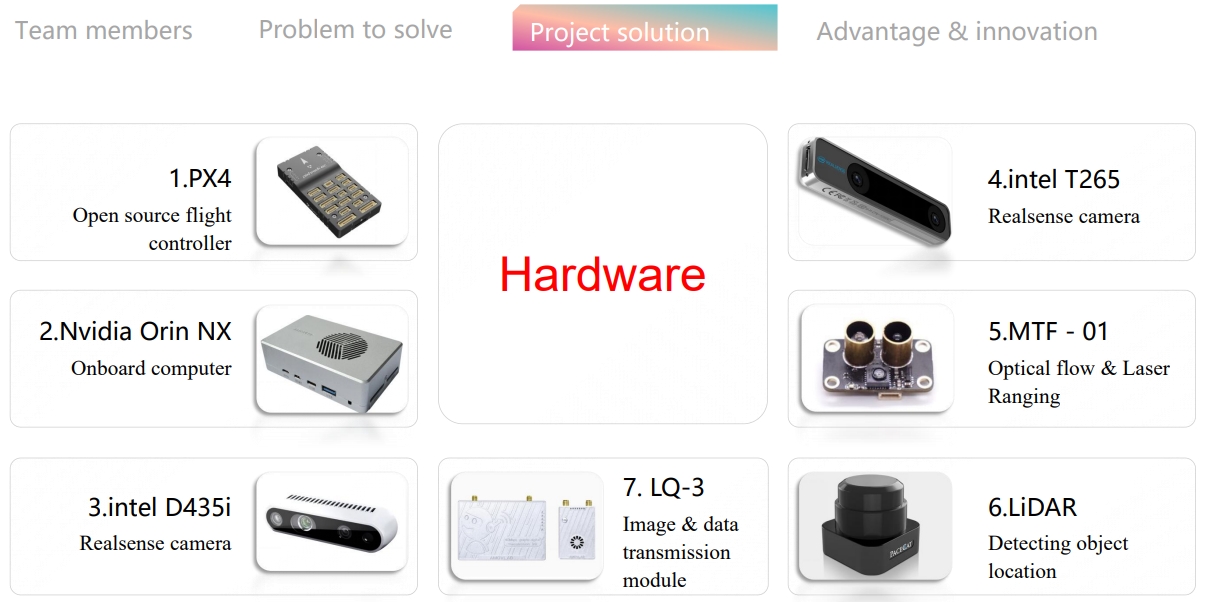 Team members
Problem to solve
Project solution
Advantage & innovation
1.PX4
Open source flight
controller
2.Nvidia Orin NX
Onboard computer
3.intel D435i
Realsense camera
Hardware
7. LQ-3
Image & data
transmission
module
4.intel T265
Realsense camera
5.MTF - 01
Optical flow & Laser
Ranging
6.LiDAR
Detecting object
location
PACECAT